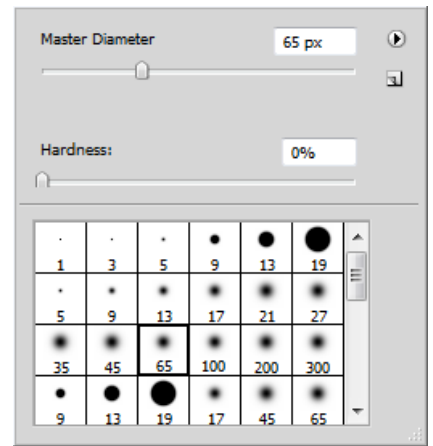 Master Diameter 65 px
Hardness: 0%
1 3 5 9 13 19
5 9 13 17 21 27
35 45 65 100 200 300
9 13 19 17 45 65